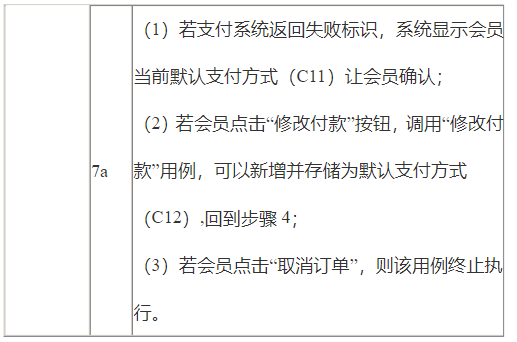 7a
（1）若支付系统返回失败标识，系统显示会员
当前默认支付方式（C11）让会员确认；
（2）若会员点击“修改付款”按钮，调用“修改付
款”用例，可以新增并存储为默认支付方式
（C12）,回到步骤 4；
（3）若会员点击“取消订单”，则该用例终止执
行。